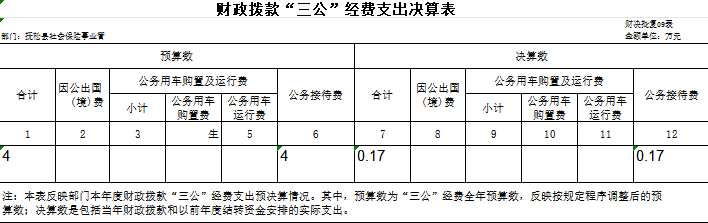 财政拨款“三公”经费支出决算表
财决批复09表
部门：抚松县社会保险事业管
金额单位：万元
预算数 决算数
合计 因公出国（境）费 公务用车购置及运行费 公务接待费 合计 因公出国（境）费 公务用车购置及运行费 公务接待费
小计 公务用车购置费 公务用车运行费 小计 公务用车购置费 公务用车运行费
1 2 3 生 5 6 7 8 9 10 11 12
4 4 0.17 0.17
注：本表反映部门本年度财政拨款“三公”经费支出预决算情况。其中，预算数为“三公”经费全年预算数，反映按规定程序调整后的预
算数；决算数是包括当年财政拨款和以前年度结转资金安排的实际支出。